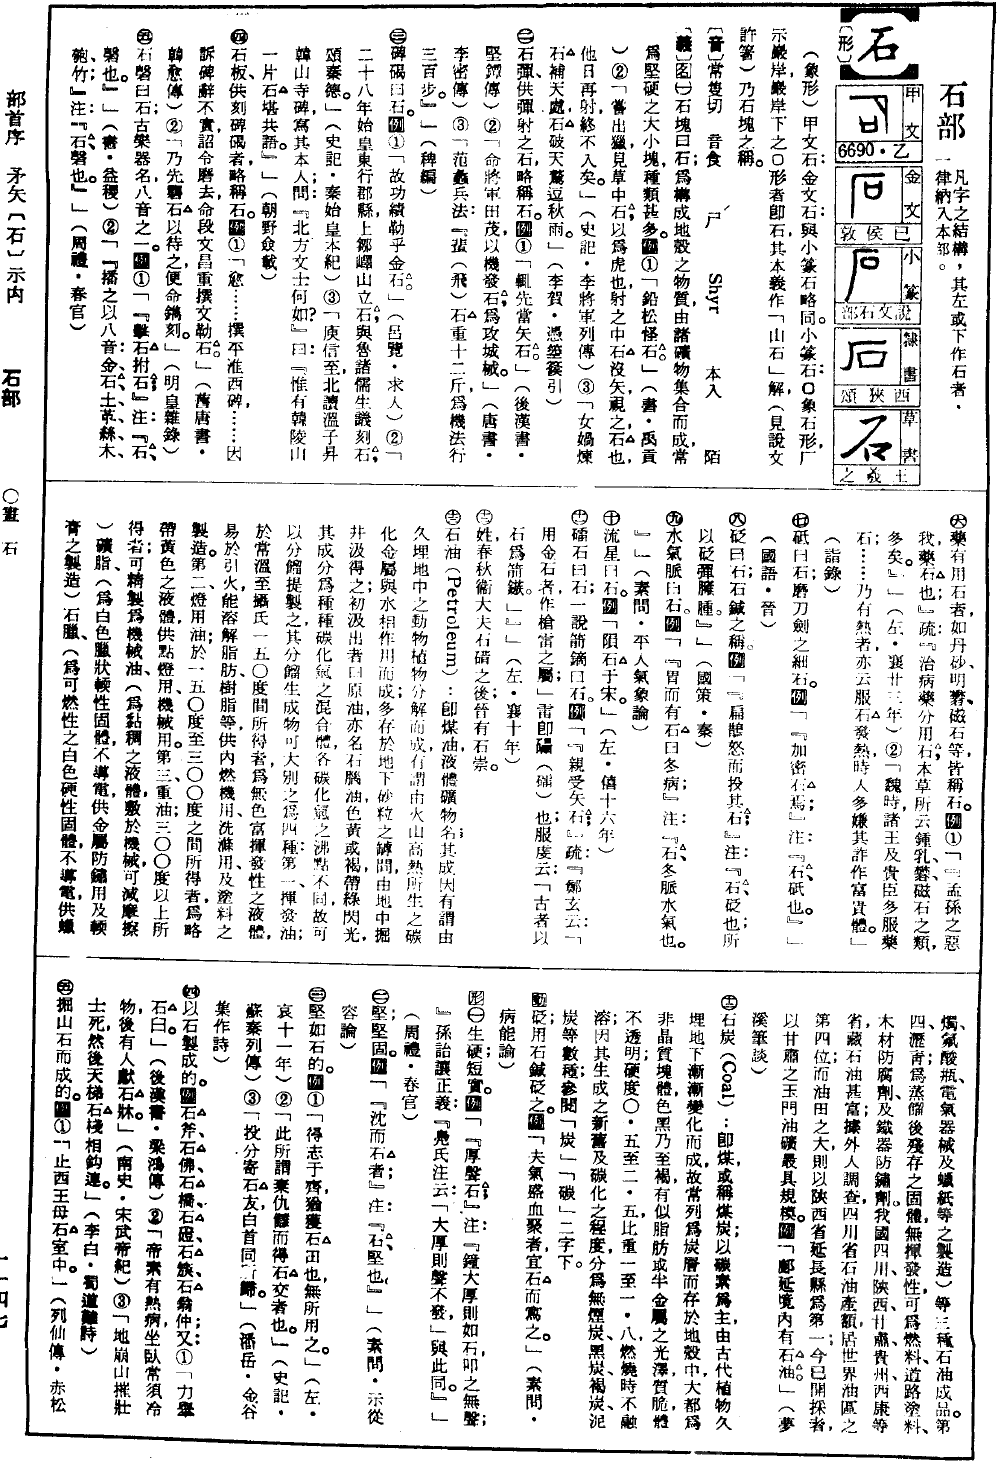 石部
凡字之結構，其左或下作石者，
一律納入本部。
石
〔形〕
甲文
乙・6690
金文
己侯敦
小篆
說文石部
隸書
西狹頌
草書
王羲之
（象形）甲文石金文石：與小篆石略同。小篆石：○象石形，厂
示巖岸，巖岸下之○形者卽石，其本義作「山石」解（見說文
許箸）乃石塊之稱。
〔音〕常隻切　音食　ㄕˊ　Shyr　本入　陌
〔義〕名㊀石塊曰石，爲構成地殼之物質，由諸礦物集合而成，常
爲堅硬之大小塊，種類甚多。例①「鉛松怪石。」（書・禹貢
）②「嘗出獵，見草中石，以爲虎也，射之，中石沒矢，視之，石也，
他日再射，終不入矣。」（史記・李將軍列傳）③「女媧煉
石補天處，石破天驚逗秋雨。」（李賀・憑箜篌引）
㊁石彈：供彈射之石略稱石。例①「輒先當矢石。」（後漢書・
堅鐔傳）②「命將軍田茂以機發石，爲攻城械。」（唐書・
李密傳）③「范蠡兵法：『蜚（飛）石重十二斤，爲機法，行
三百步。』」（稗編）
㊂碑碣曰石。例①「故功績勒乎金石。」（呂覽・求人）②「
二十八年，始皇東行郡縣，上鄒嶧山，立石，與魯諸儒生議，刻石
頌秦德。」（史記・秦始皇本紀）③「庾信至北，讀溫子昇
韓山寺碑，寫其本，人問：『北方文士何如？』曰：『惟有韓陵山
一片石堪共語。』」（朝野僉載）
㊃石板：供刻碑碣者略稱石。例①「愈……撰平淮西碑，……因
訴碑辭不實，詔令磨去，命段文昌重撰文勒石。」（舊唐書・
韓愈傳）②「乃先礱石以待之，便命鐫刻。」（明皇雜錄）
㊄石磬曰石，古樂器名，八音之一。例①「『擊石拊石』注：『石，
磬也。』」（書・益稷）②「『播之以八音：金、石、土、革、絲、木、
匏、竹』注：『石，磬也。』」（周禮・春官）
㊅藥有用石者，如丹砂、明礬、磁石等皆稱石。例①「『孟孫之惡
我，藥石也』疏：『治病藥分用石，本草所云鍾乳、礬、磁石之類，
多矣。』」（左・襄廿三年）②「魏時諸王及貴臣多服藥
石，……乃有熱者，亦云服石發熱，時人多嫌其詐作富貴體。」
（啓顏錄）
㊆砥曰石，磨刀劍之細石。例「『加密石焉』注：『石，砥也。』」
（國語・晉）
㊇砭曰石，石鍼之稱。例「『扁鵲怒而投其石』注：『石，砭也，所
以砭彈臃腫。』」（國策・秦）
㊈水氣脈曰石。例「『胃而有石曰冬病』注：『石，冬脈水氣也。
』」（素問・平人氣象論）
㊉流星曰石。例「隕石于宋。」（左・僖十六年）
礌石曰石；一說箭鏑曰石。例「『親受矢石』疏：『鄭玄云：「
用金石者作槍雷之屬」，雷卽礧（礌）也；服虔云：「古者以
石爲箭鏃。」』」（左・襄十年）
姓，春秋衞大夫石碏之後，晉有石崇。
石油（Petroleum）：卽煤油，液體礦物名，其成因有謂由
久埋地中之動物植物分解而成，有謂由火山高熱所生之碳
化金屬與水相作用而成，多存於地下砂粒之罅間，由地中掘
井汲得之；初汲出者曰原油，亦名石腦油，色黃或褐，帶綠閃光，
其成分爲種種碳化氫之混合體，各碳化氫之沸點不同，故可
以分餾提製之；其分餾生成物，可大別之爲四種：第一、揮發油；
於常溫至攝氏一五〇度間所得者，爲無色富揮發性之液體，
易於引火，能溶解脂肪、樹脂等，供內燃機用、洗滌用及塗料之
製造。第二、燈用油；於一五〇度至三〇〇度之間所得者，爲略
帶黃色之液體，供點燈用、機械用。第三、重油；三〇〇度以上所
得者，可精製爲機械油（爲黏稠之液體，敷於機械可減摩擦
）、礦脂（爲白色臘狀輭性固體，不導電，供金屬防鏽用及輭
膏之製造）、石臘（爲可燃性之白色硬性固體，不導電，供蠟
燭、氟酸瓶、電氣器械及蠟紙等之製造）等三種石油成品。第
四、瀝青；爲蒸餾後殘存之固體，無揮發性，可爲燃料、道路塗料、
木材防腐劑及鐵器防鏽劑。我國四川、陝西、甘肅、貴州、西康等
省藏石油甚富，據外人調查，四川省石油產額居世界油區之
第四位，而油田之大，則以陝西省延長縣爲第一；今已開採者，
以甘肅之玉門油礦最具規模。例「鄜延境內有石油。」（夢
溪筆談）
石炭（Coal）：卽煤，或稱煤炭，以碳素爲主，由古代植物久
埋地下漸漸變化而成，故常列爲炭層而存於地殼中，大都爲
非晶質塊體，色黑乃至褐，有似脂肪或半金屬之光澤，質脆，體
不透明，硬度〇・五至二・五，比重一至一・八，燃燒時不融
溶，因其生成之新舊及碳化之程度，分爲無煙炭、黑炭、褐炭、泥
炭等數種，參閱「炭」、「碳」二字下。
動砭：用石鍼砭之。例「夫氣盛血聚者，宜石而寫之。」（素問・
病能論）
形㊀生硬短實。例「『厚聲石』注：『鐘大厚則如石，叩之無聲；
』孫詒讓正義：『鳧氏注云：「大厚則聲不發」，與此同。』」
（周禮・春官）
㊁堅；堅固。例「『沈而石者』注：『石，堅也。』」（素問・示從
容論）
㊂堅如石的。例①「得志于齊，猶獲石田也，無所用之。」（左・
哀十一年）②「此所謂棄仇讎而得石交者也。」（史記・
蘇秦列傳）③「投分寄石友，白首同所歸。」（潘岳・金谷
集作詩）
㊃以石製成的。例石斧、石佛、石橋、石磴、石簇、石翁仲；又：①「力舉
石臼。」（後漢書・梁鴻傳）②「帝素有熱病，坐臥常須冷
物，後有人獻石牀。」（南史・宋武帝紀）③「地崩山摧壯
士死，然後天梯石棧相鈎連。」（李白・蜀道難詩）
㊄掘山石而成的。例①「止西王母石室中。」（列仙傳・赤松
部首序　矛矢〔石〕示內　石部　〇畫　石　一一四七